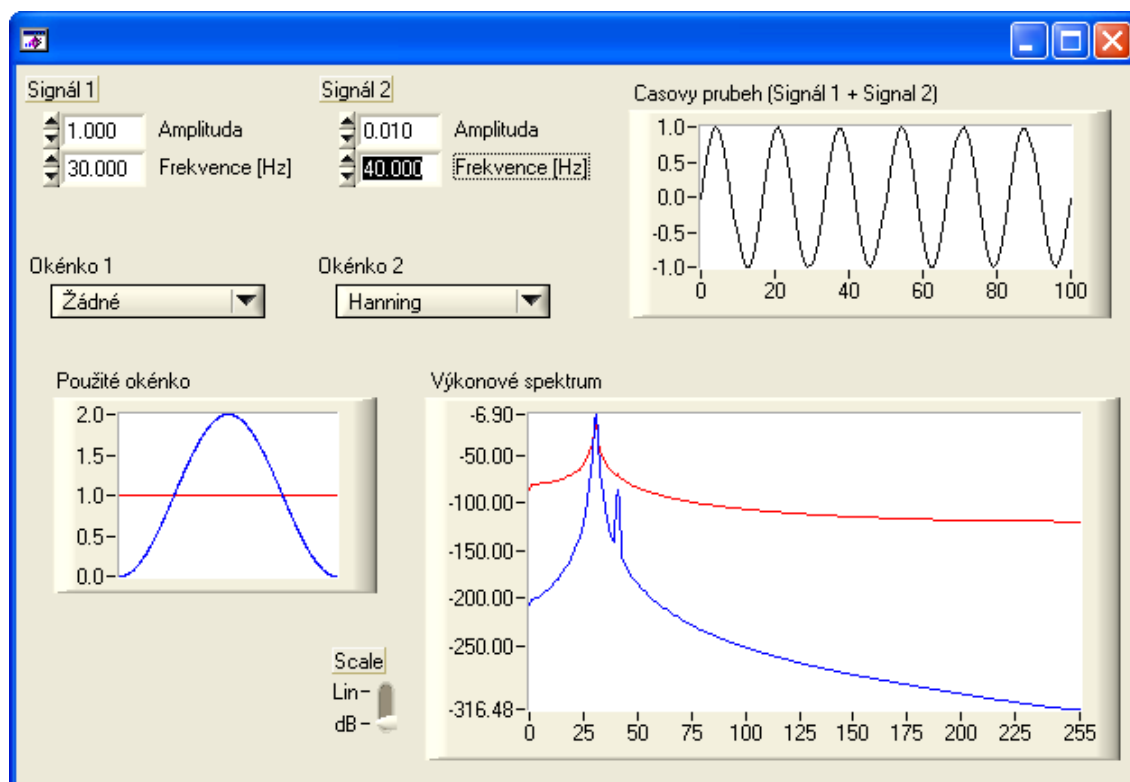 Signál 1
1.000 Amplituda
30.000 Frekvence [Hz]
Signál 2
0.010 Amplituda
40.000 Frekvence [Hz]
Casovy prubeh (Signál 1 + Signal 2)
1.0
0.5
0.0
-0.5
-1.0
0 20 40 60 80 100
Okénko 1
Žádné
Okénko 2
Hanning
Použité okénko
2.0
1.5
1.0
0.5
0.0
Výkonové spektrum
-6.90
-50.00
-100.00
-150.00
-200.00
-250.00
-316.48
0 25 50 75 100 125 150 175 200 225 255
Scale
Lin
dB